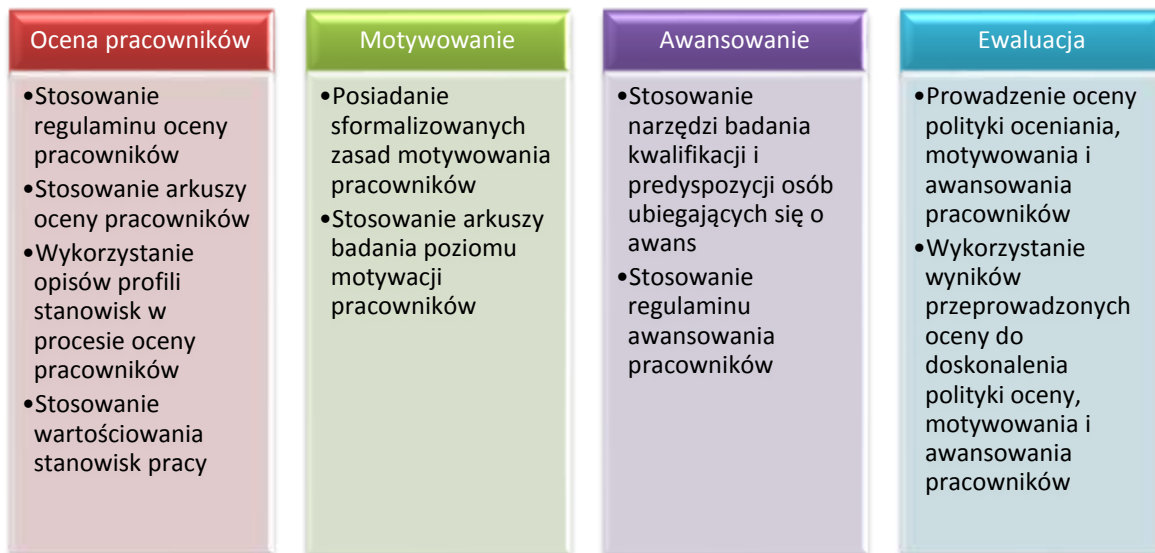 Ocena pracowników
•Stosowanie
regulaminu oceny
pracowników
•Stosowanie arkuszy
oceny pracowników
•Wykorzystanie
opisów profili
stanowisk w
procesie oceny
pracowników
•Stosowanie
wartościowania
stanowisk pracy
Motywowanie
•Posiadanie
sformalizowanych
zasad motywowania
pracowników
•Stosowanie arkuszy
badania poziomu
motywacji
pracowników
Awansowanie
•Stosowanie
narzędzi badania
kwalifikacji i
predyspozycji osób
ubiegających się o
awans
•Stosowanie
regulaminu
awansowania
pracowników
Ewaluacja
•Prowadzenie oceny
polityki oceniania,
motywowania i
awansowania
pracowników
•Wykorzystanie
wyników
przeprowadzonych
oceny do
doskonalenia
polityki oceny,
motywowania i
awansowania
pracowników